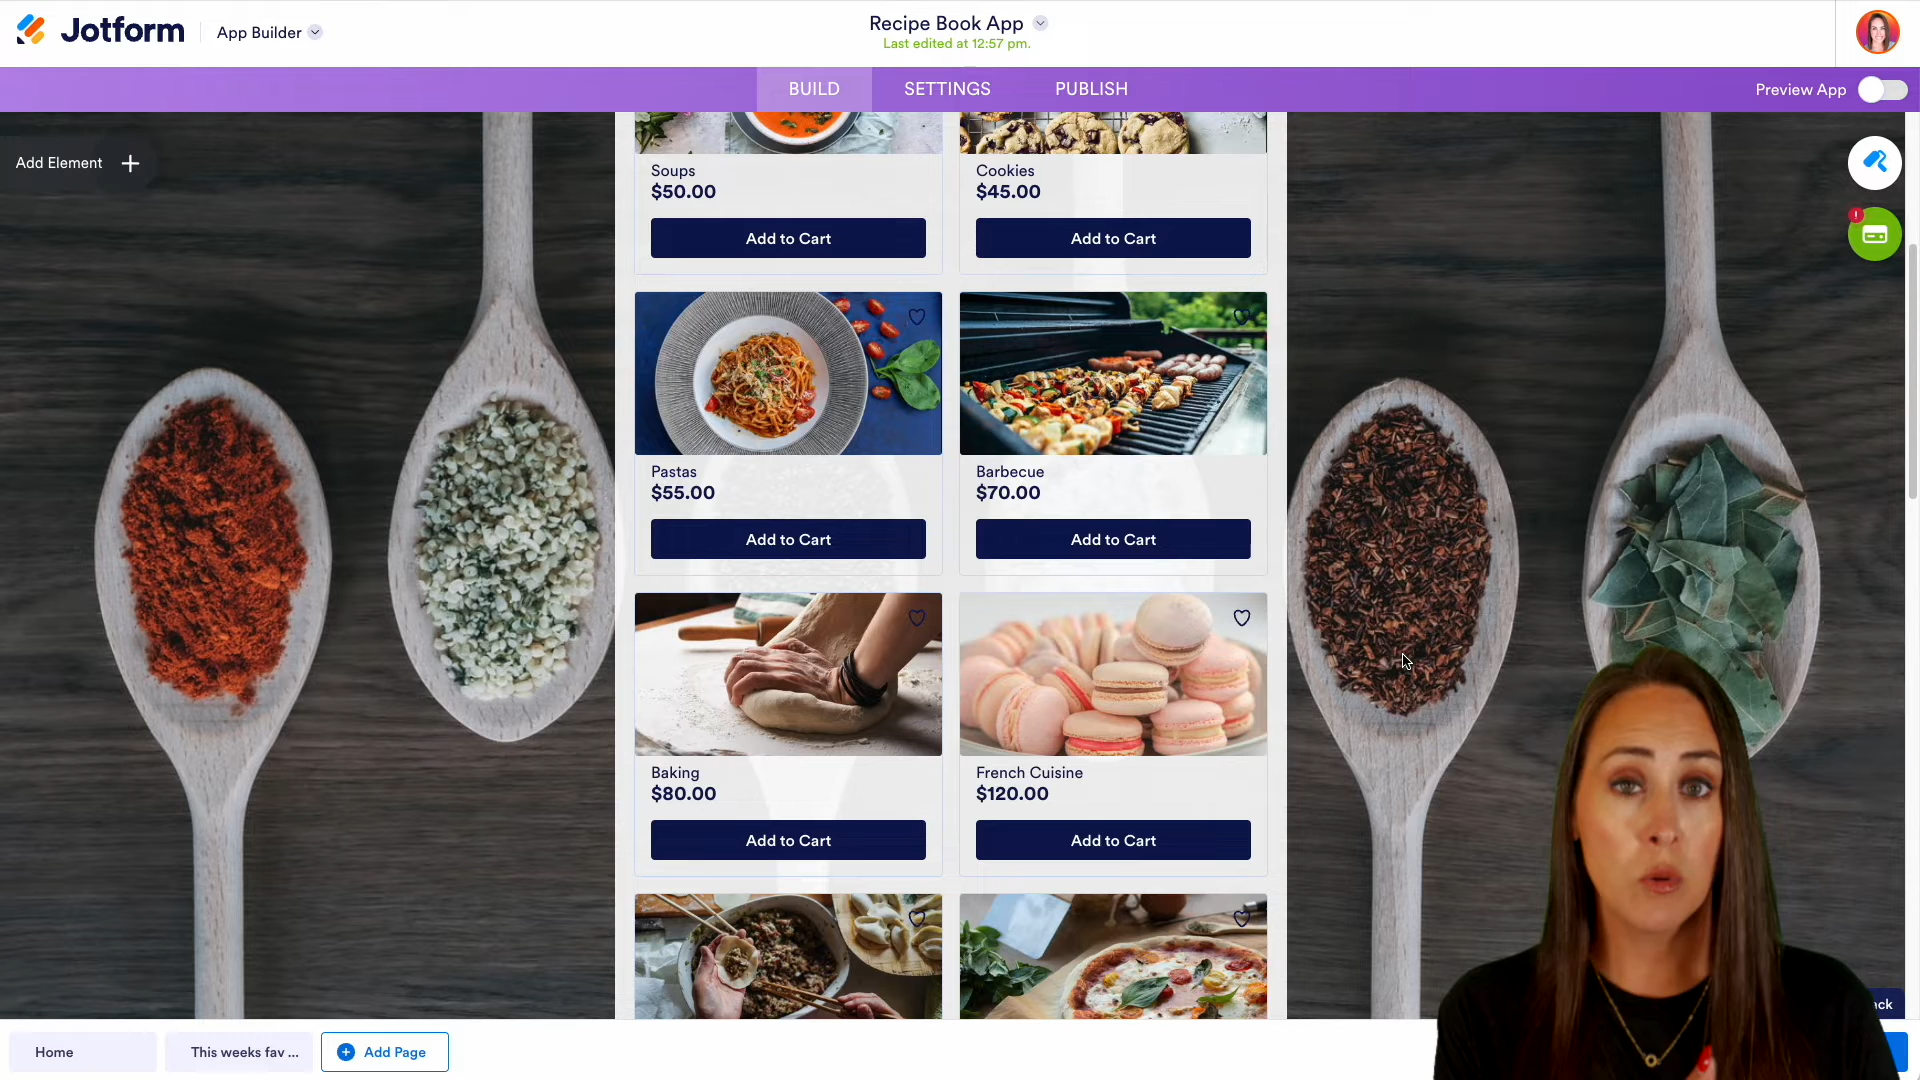 Jotform
App Builder
Recipe Book App
Last edited at 12:57 pm.
BUILD
SETTINGS
PUBLISH
Preview App
Add Element
Soups
$50.00
Add to Cart
Cookies
$45.00
Add to Cart
Pastas
$55.00
Add to Cart
Barbecue
$70.00
Add to Cart
Baking
$80.00
Add to Cart
French Cuisine
$120.00
Add to Cart
Home
This weeks fav ...
Add Page